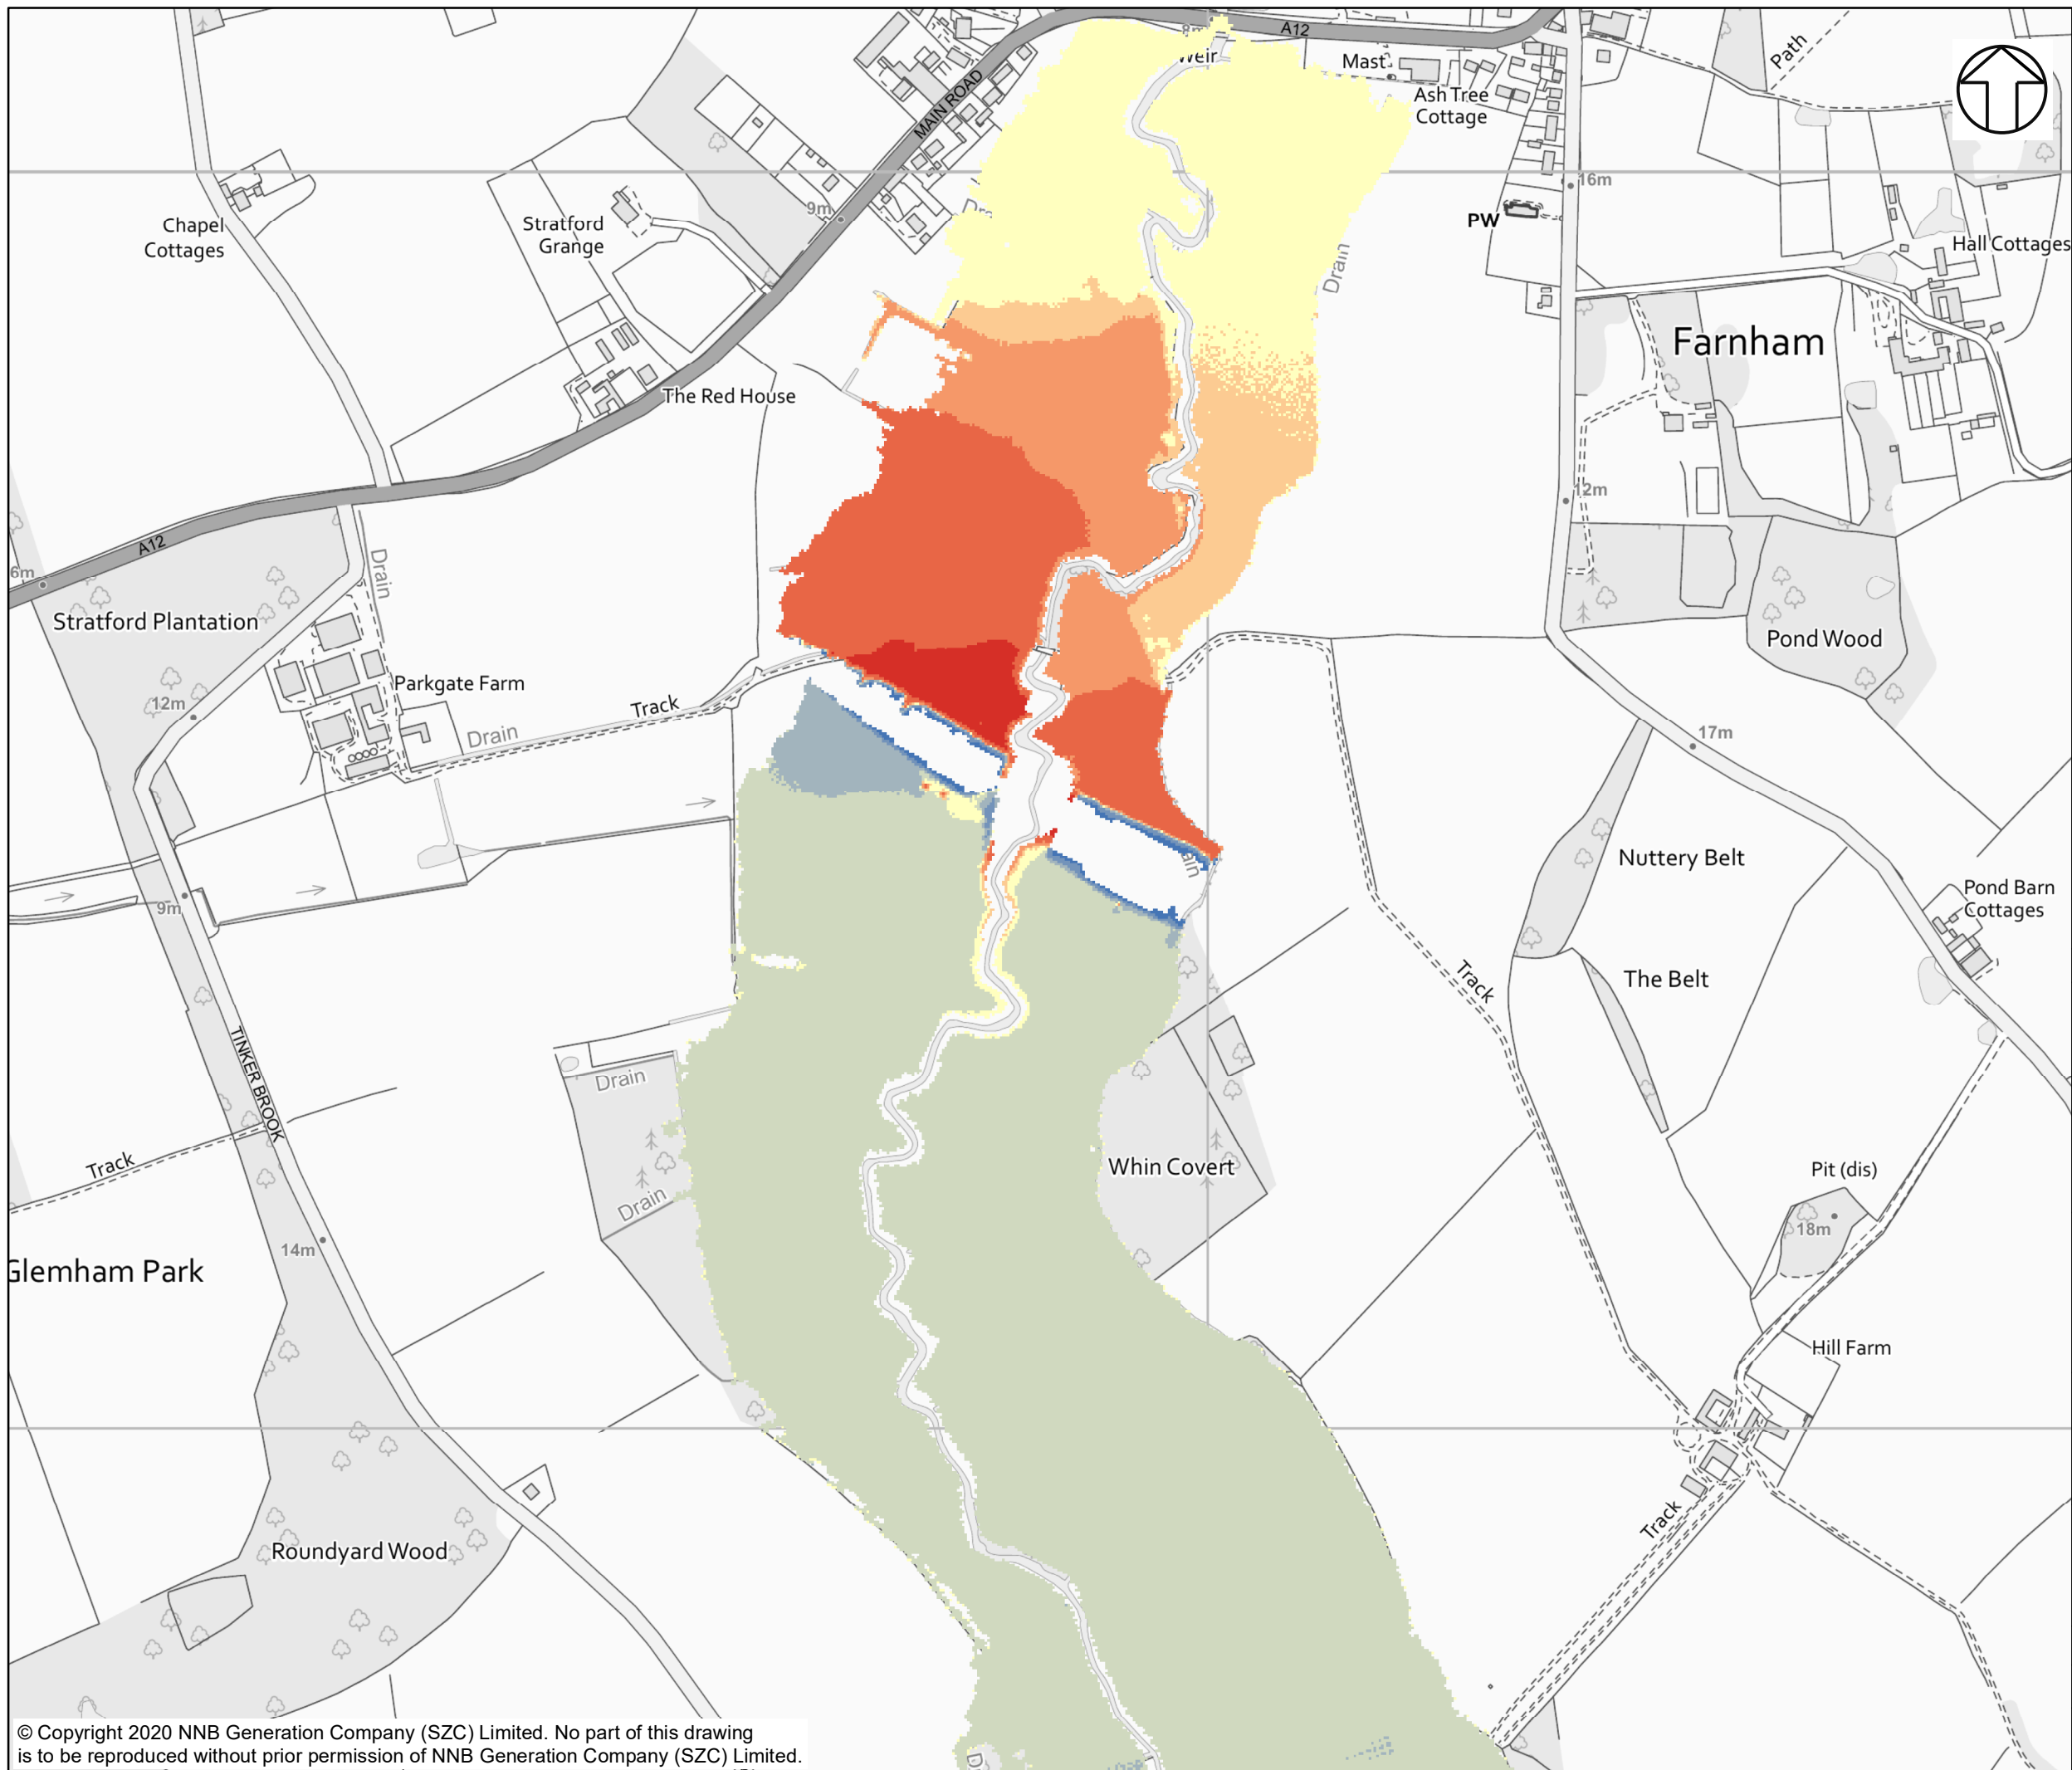 A12
Weir
Mast
Path
Ash Tree
Cottage
MAIN ROAD
16m
PW
Hall Cottages
Chapel
Cottages
Stratford
Grange
9m
Drain
Farnham
The Red House
12m
A12
Drain
6m
Stratford Plantation
Pond Wood
Parkgate Farm
12m
Track
Drain
17m
Nuttery Belt
Pond Barn
Cottages
9m
The Belt
Track
TINKER BROOK
Drain
Track
Whin Covert
Pit (dis)
Drain
18m
14m
Glemham Park
Hill Farm
Track
Roundyard Wood
© Copyright 2020 NNB Generation Company (SZC) Limited. No part of this drawing
is to be reproduced without prior permission of NNB Generation Company (SZC) Limited.